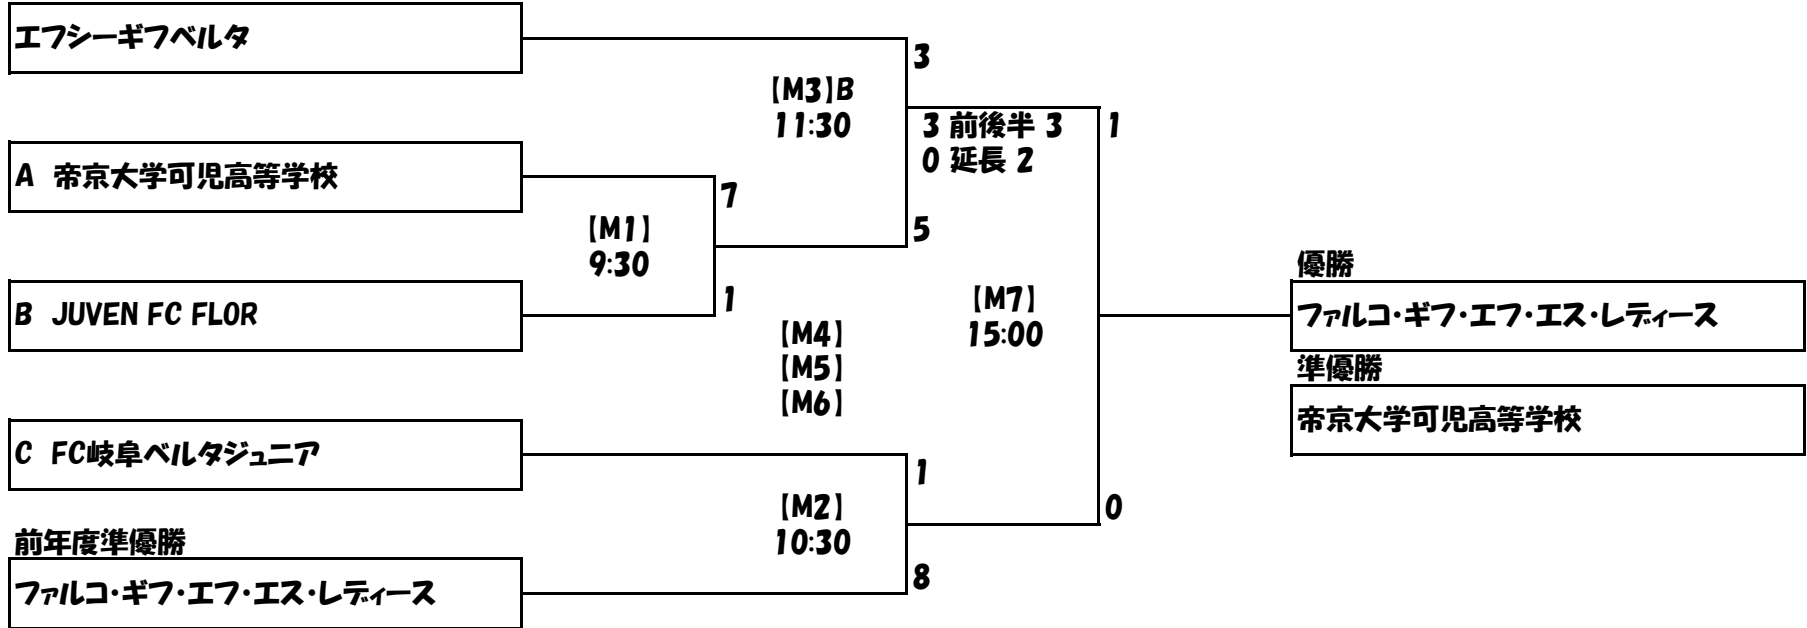 エフシーギフベルタ
3
【M3】B
11:30
3 前後半 3
0 延長 2
1
A 帝京大学可児高等学校
7
【M1】
9:30
5
B JUVEN FC FLOR
1
【M4】
【M5】
【M6】
【M7】
15:00
優勝
ファルコ・ギフ・エフ・エス・レディース
準優勝
帝京大学可児高等学校
C FC岐阜ベルタジュニア
1
【M2】
10:30
0
前年度準優勝
ファルコ・ギフ・エフ・エス・レディース
8